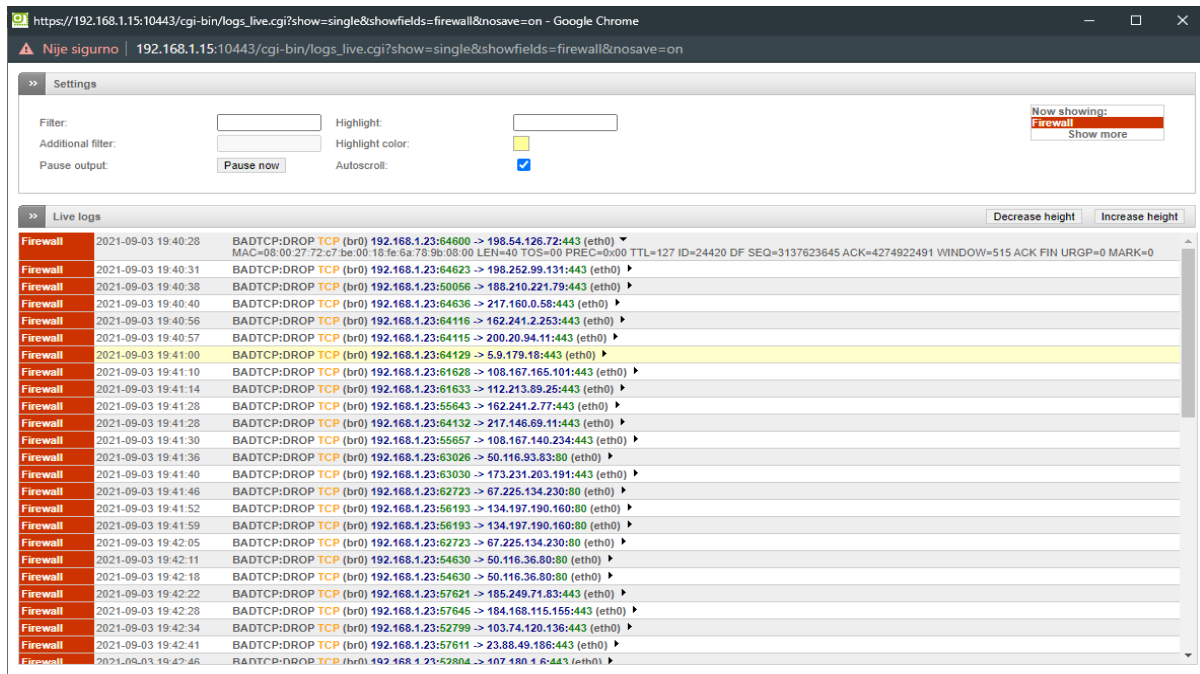 https://192.168.1.15:10443/cgi-bin/logs_live.cgi?show=single&showfields=firewall&nosave=on - Google Chrome
Nije sigurno | 192.168.1.15:10443/cgi-bin/logs_live.cgi?show=single&showfields=firewall&nosave=on
>> Settings
Filter: Highlight:
Additional filter: Highlight color:
Pause output: Pause now Autoscroll:
Now showing:
Firewall
Show more
>> Live logs Decrease height Increase height
Firewall 2021-09-03 19:40:28 BADTCP:DROP TCP (br0) 192.168.1.23:64600 -> 198.54.126.72:443 (eth0)
MAC=08:00:27:72:c7:be:00:18:fe:6a:78:9b:08:00 LEN=40 TOS=00 PREC=0x00 TTL=127 ID=24420 DF SEQ=3137623645 ACK=4274922491 WINDOW=515 ACK FIN URGP=0 MARK=0
Firewall 2021-09-03 19:40:31 BADTCP:DROP TCP (br0) 192.168.1.23:64623 -> 198.252.99.131:443 (eth0)
Firewall 2021-09-03 19:40:38 BADTCP:DROP TCP (br0) 192.168.1.23:50056 -> 188.210.221.79:443 (eth0)
Firewall 2021-09-03 19:40:40 BADTCP:DROP TCP (br0) 192.168.1.23:64636 -> 217.160.0.58:443 (eth0)
Firewall 2021-09-03 19:40:56 BADTCP:DROP TCP (br0) 192.168.1.23:64116 -> 162.241.2.253:443 (eth0)
Firewall 2021-09-03 19:40:57 BADTCP:DROP TCP (br0) 192.168.1.23:64115 -> 200.20.94.11:443 (eth0)
Firewall 2021-09-03 19:41:00 BADTCP:DROP TCP (br0) 192.168.1.23:64129 -> 5.9.179.18:443 (eth0)
Firewall 2021-09-03 19:41:10 BADTCP:DROP TCP (br0) 192.168.1.23:61628 -> 108.167.165.101:443 (eth0)
Firewall 2021-09-03 19:41:14 BADTCP:DROP TCP (br0) 192.168.1.23:61633 -> 112.213.89.25:443 (eth0)
Firewall 2021-09-03 19:41:28 BADTCP:DROP TCP (br0) 192.168.1.23:55643 -> 162.241.2.77:443 (eth0)
Firewall 2021-09-03 19:41:28 BADTCP:DROP TCP (br0) 192.168.1.23:64132 -> 217.146.69.11:443 (eth0)
Firewall 2021-09-03 19:41:30 BADTCP:DROP TCP (br0) 192.168.1.23:55657 -> 108.167.140.234:443 (eth0)
Firewall 2021-09-03 19:41:36 BADTCP:DROP TCP (br0) 192.168.1.23:63026 -> 50.116.93.83:80 (eth0)
Firewall 2021-09-03 19:41:40 BADTCP:DROP TCP (br0) 192.168.1.23:63030 -> 173.231.203.191:443 (eth0)
Firewall 2021-09-03 19:41:46 BADTCP:DROP TCP (br0) 192.168.1.23:62723 -> 67.225.134.230:80 (eth0)
Firewall 2021-09-03 19:41:52 BADTCP:DROP TCP (br0) 192.168.1.23:56193 -> 134.197.190.160:80 (eth0)
Firewall 2021-09-03 19:41:59 BADTCP:DROP TCP (br0) 192.168.1.23:56193 -> 134.197.190.160:80 (eth0)
Firewall 2021-09-03 19:42:05 BADTCP:DROP TCP (br0) 192.168.1.23:62723 -> 67.225.134.230:80 (eth0)
Firewall 2021-09-03 19:42:11 BADTCP:DROP TCP (br0) 192.168.1.23:54630 -> 50.116.36.80:80 (eth0)
Firewall 2021-09-03 19:42:18 BADTCP:DROP TCP (br0) 192.168.1.23:54630 -> 50.116.36.80:80 (eth0)
Firewall 2021-09-03 19:42:22 BADTCP:DROP TCP (br0) 192.168.1.23:57621 -> 185.249.71.83:443 (eth0)
Firewall 2021-09-03 19:42:28 BADTCP:DROP TCP (br0) 192.168.1.23:57645 -> 184.168.115.155:443 (eth0)
Firewall 2021-09-03 19:42:34 BADTCP:DROP TCP (br0) 192.168.1.23:52799 -> 103.74.120.136:443 (eth0)
Firewall 2021-09-03 19:42:41 BADTCP:DROP TCP (br0) 192.168.1.23:57611 -> 23.88.49.186:443 (eth0)
Firewall 2021-09-03 19:42:46 BADTCP:DROP TCP (br0) 192.168.1.23:52804 -> 107.180.1.6:443 (eth0)